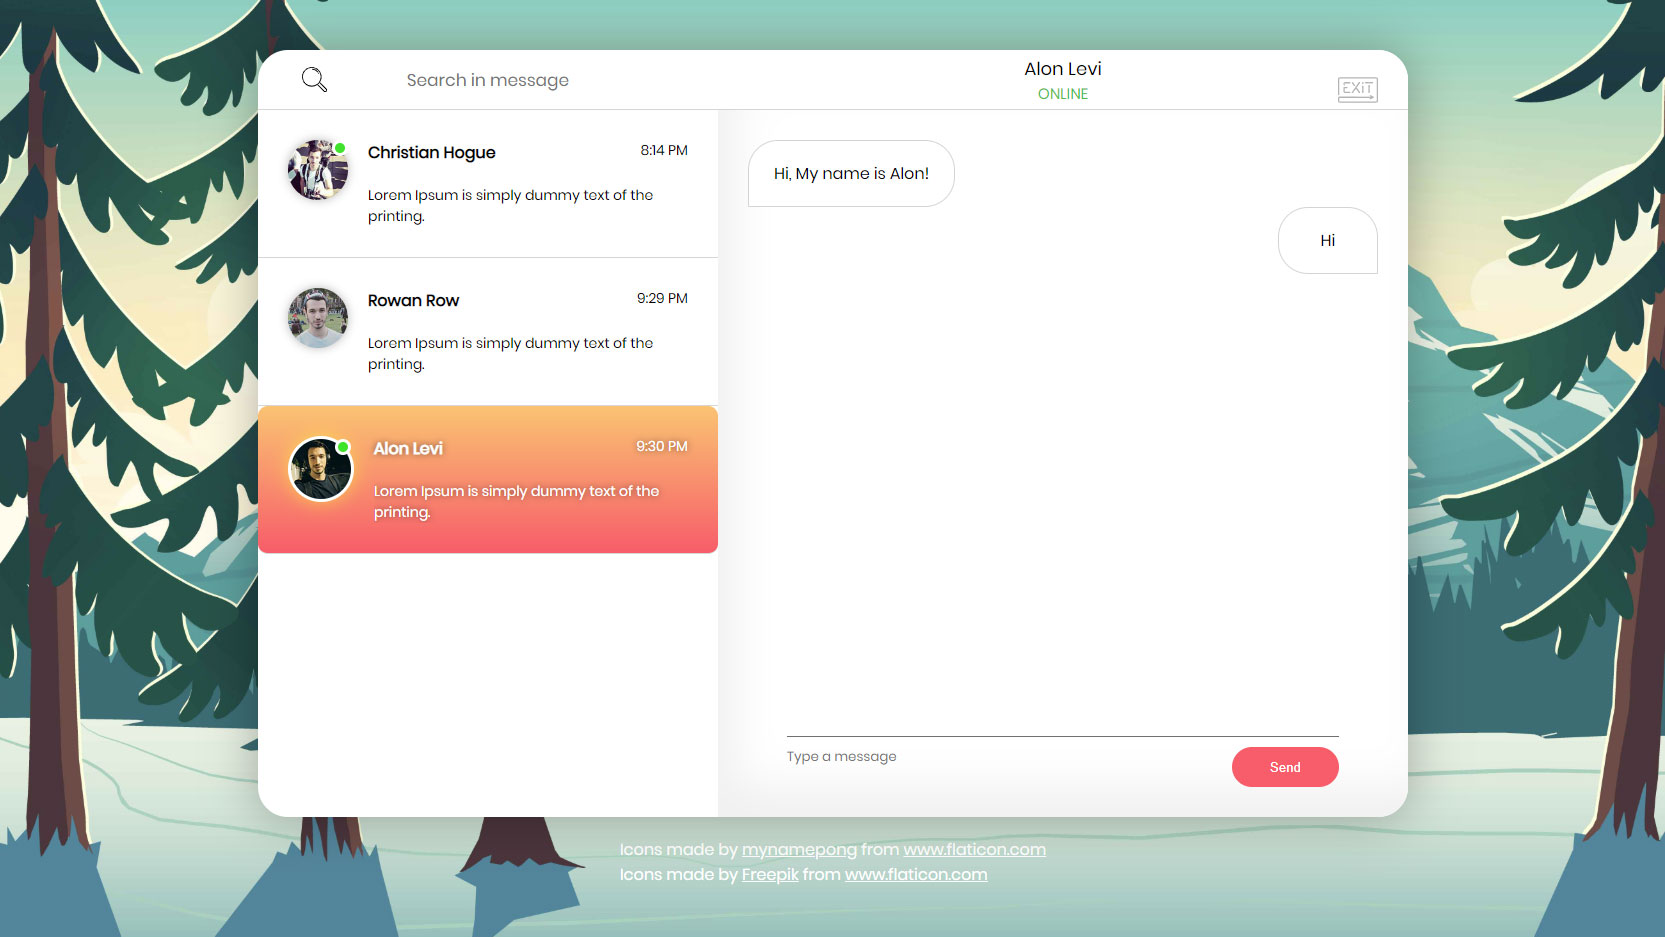 Search in message
Alon Levi
ONLINE
EXiT
Christian Hogue
8:14 PM
Lorem Ipsum is simply dummy text of the
printing.
Rowan Row
9:29 PM
Lorem Ipsum is simply dummy text of the
printing.
Alon Levi
9:30 PM
Lorem Ipsum is simply dummy text of the
printing.
Hi, My name is Alon!
Hi
Type a message
Send
Icons made by mynamepong from www.flaticon.com
Icons made by Freepik from www.flaticon.com